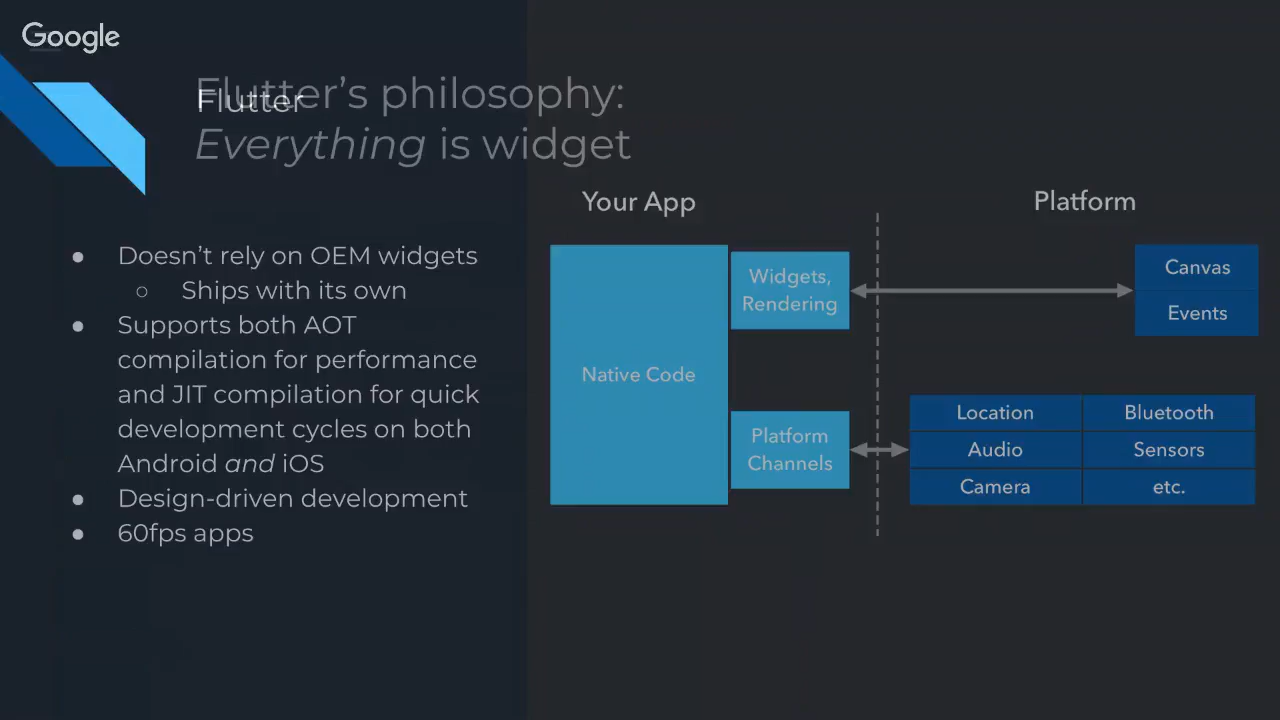 Google
Flutter
Flutter's philosophy:
Everything is widget
● Doesn't rely on OEM widgets
○ Ships with its own
● Supports both AOT
compilation for performance
and JIT compilation for quick
development cycles on both
Android and iOS
● Design-driven development
● 60fps apps
Your App
Native Code
Widgets,
Rendering
Platform
Channels
Platform
Canvas
Events
Location Bluetooth
Audio Sensors
Camera etc.